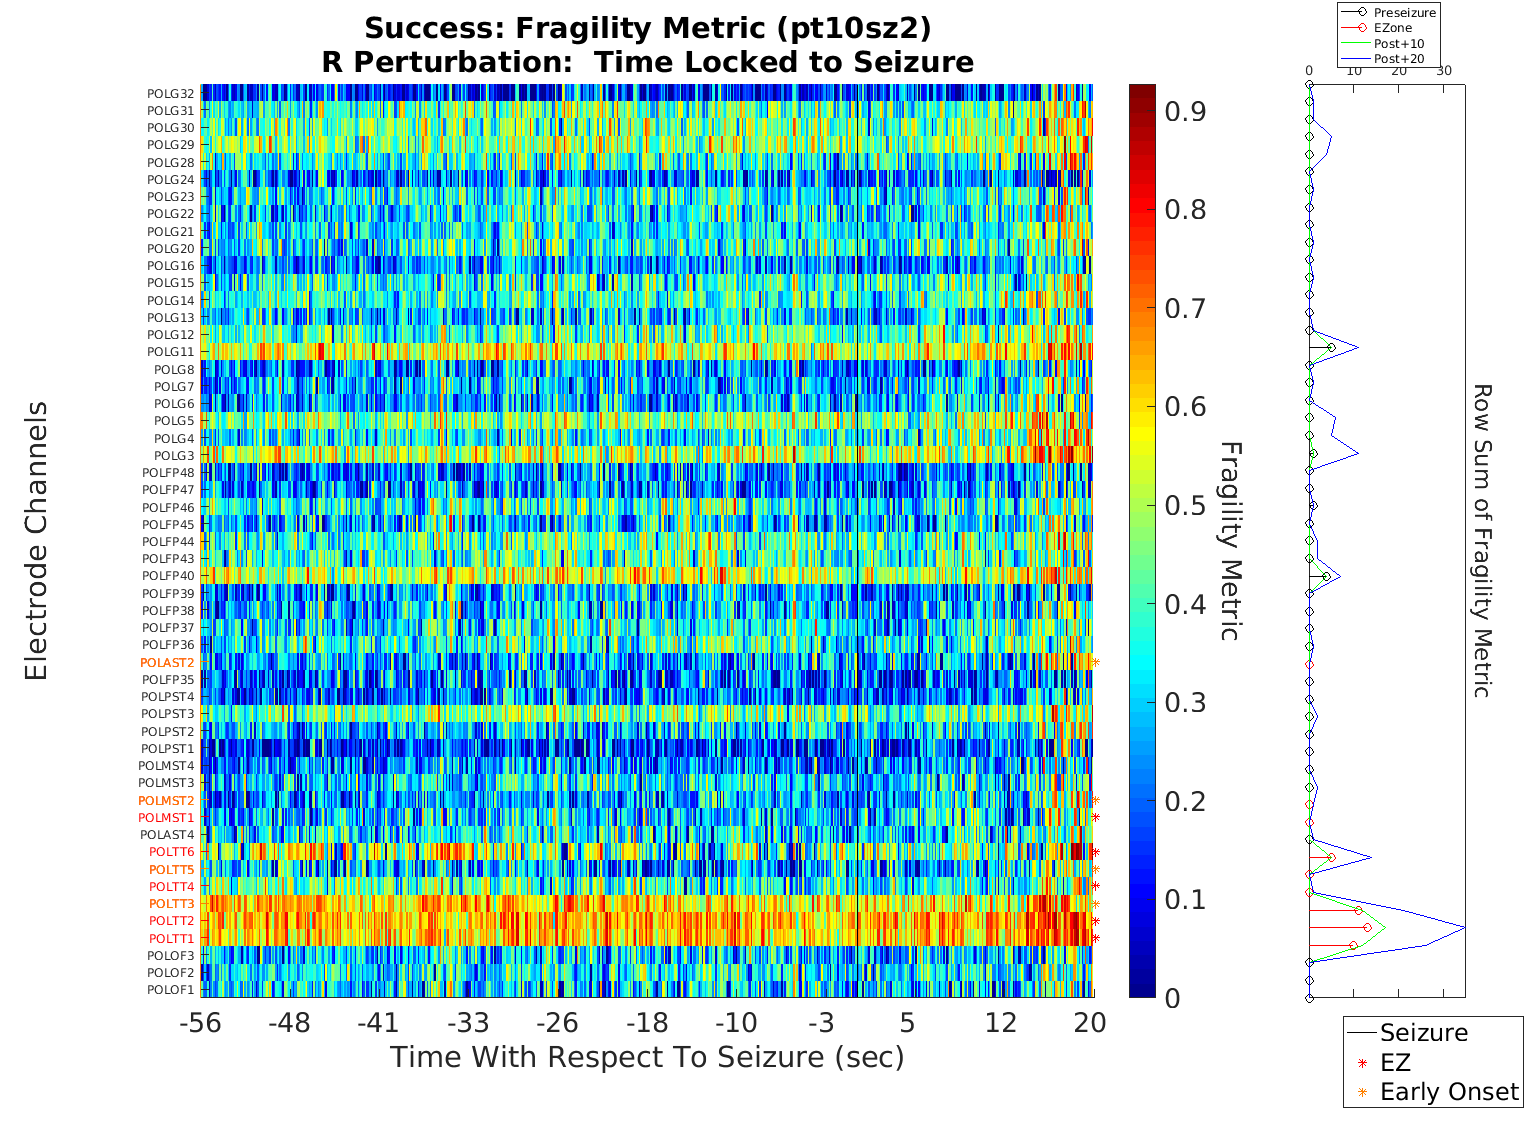 Success: Fragility Metric (pt10sz2)
R Perturbation:  Time Locked to Seizure
Preseizure
EZone
Post+10
Post+20
0 10 20 30
Electrode Channels
POLG32
POLG31
POLG30
POLG29
POLG28
POLG24
POLG23
POLG22
POLG21
POLG20
POLG16
POLG15
POLG14
POLG13
POLG12
POLG11
POLG8
POLG7
POLG6
POLG5
POLG4
POLG3
POLFP48
POLFP47
POLFP46
POLFP45
POLFP44
POLFP43
POLFP40
POLFP39
POLFP38
POLFP37
POLFP36
POLAST2
POLFP35
POLPST4
POLPST3
POLPST2
POLPST1
POLMST4
POLMST3
POLMST2
POLMST1
POLAST4
POLTT6
POLTT5
POLTT4
POLTT3
POLTT2
POLTT1
POLOF3
POLOF2
POLOF1
-56 -48 -41 -33 -26 -18 -10 -3 5 12 20
Time With Respect To Seizure (sec)
0.9
0.8
0.7
0.6
0.5
0.4
0.3
0.2
0.1
0
Fragility Metric
Row Sum of Fragility Metric
Seizure
EZ
Early Onset